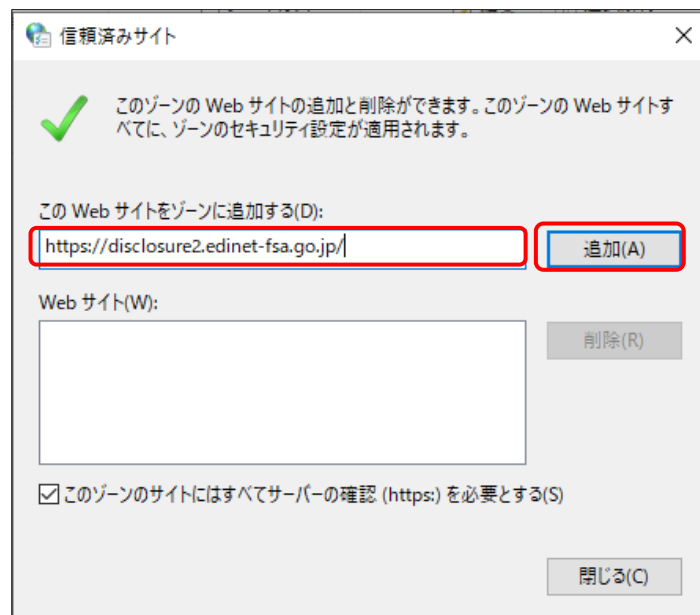 信頼済みサイト
このゾーンの Web サイトの追加と削除ができます。このゾーンの Web サイトす
べてに、ゾーンのセキュリティ設定が適用されます。
この Web サイトをゾーンに追加する(D):
https://disclosure2.edinet-fsa.go.jp/
追加(A)
Web サイト(W):
削除(R)
このゾーンのサイトにはすべてサーバーの確認 (https:) を必要とする(S)
閉じる(C)